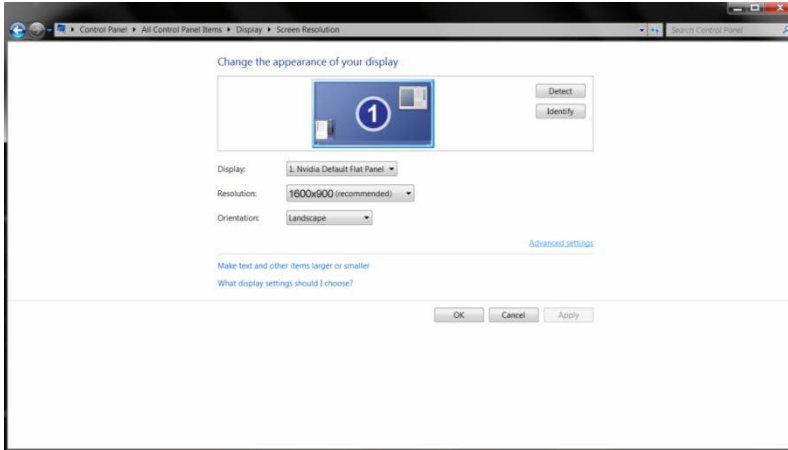 Control Panel ▸ All Control Panel Items ▸ Display ▸ Screen Resolution
Search Control Panel
Change the appearance of your display
1
Detect
Identify
Display: 1. Nvidia Default Flat Panel
Resolution: 1600x900 (recommended)
Orientation: Landscape
Advanced settings
Make text and other items larger or smaller
What display settings should I choose?
OK Cancel Apply